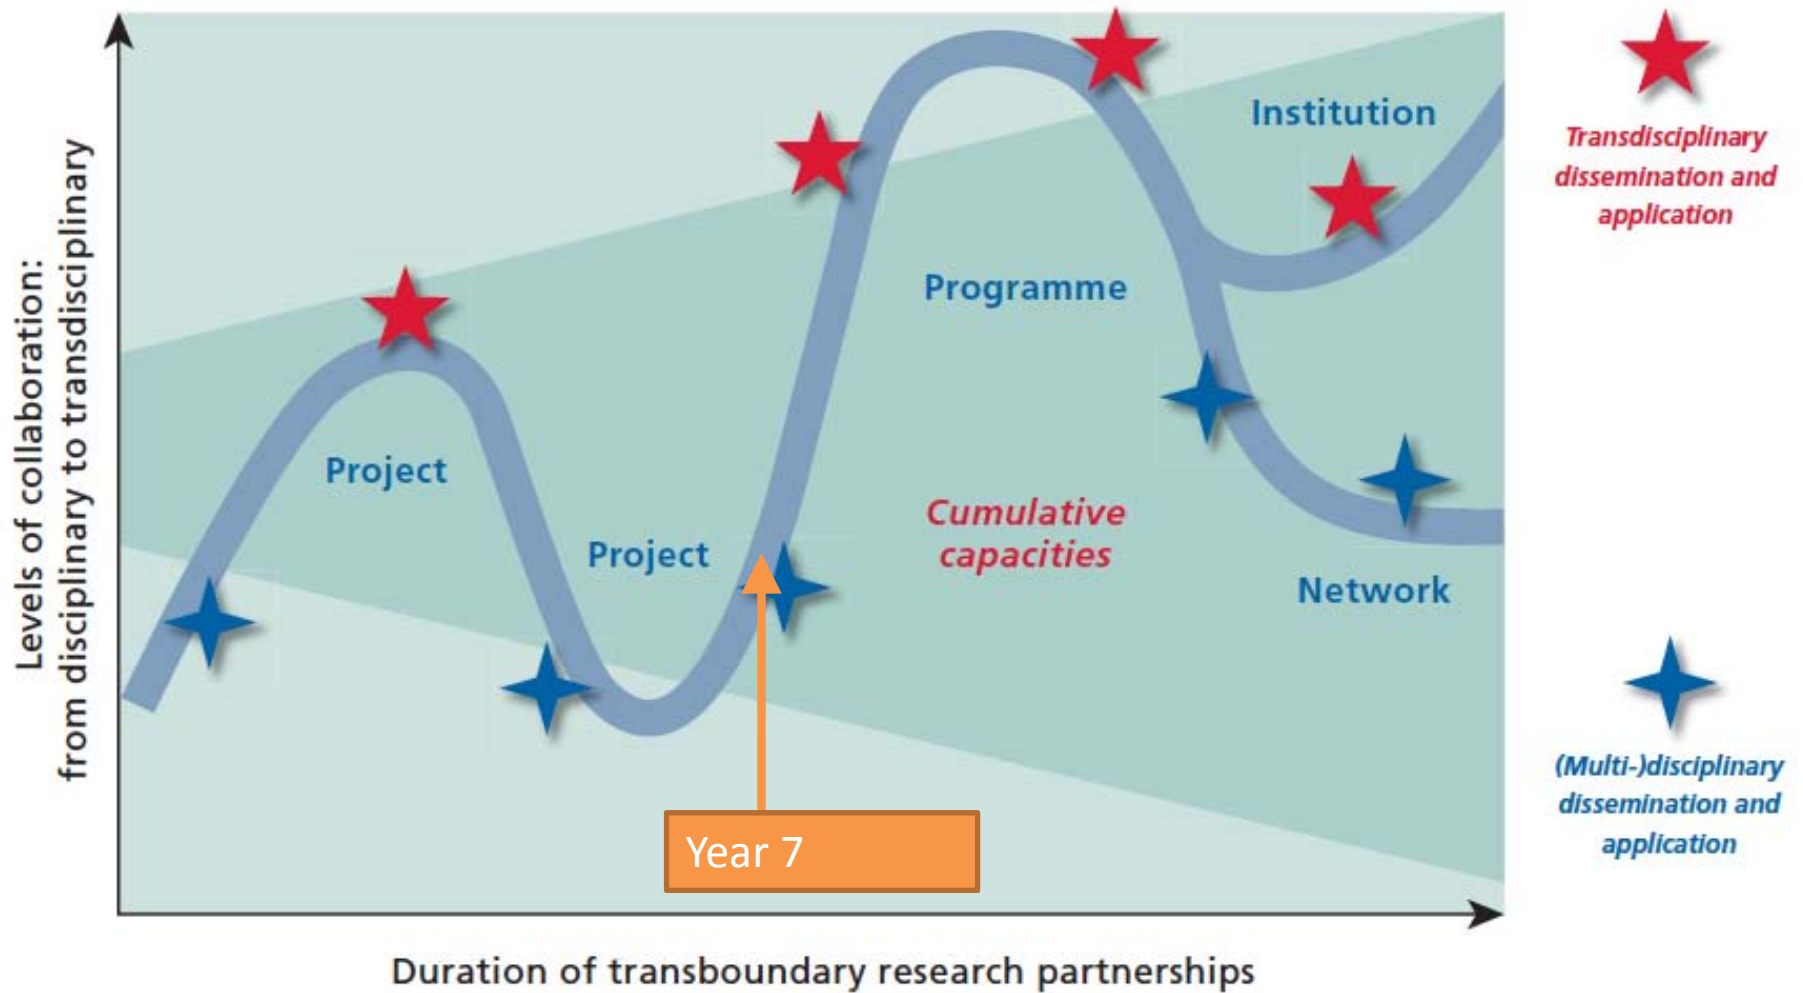 Levels of collaboration:
from disciplinary to transdisciplinary
Project
Project
Programme
Cumulative
capacities
Institution
Network
Year 7
Duration of transboundary research partnerships
Transdisciplinary
dissemination and
application
(Multi-)disciplinary
dissemination and
application